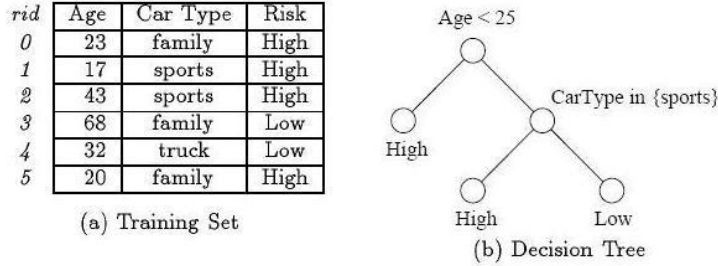 rid Age Car Type Risk
0 23 family High
1 17 sports High
2 43 sports High
3 68 family Low
4 32 truck Low
5 20 family High
(a) Training Set
Age < 25
CarType in {sports}
High
High Low
(b) Decision Tree